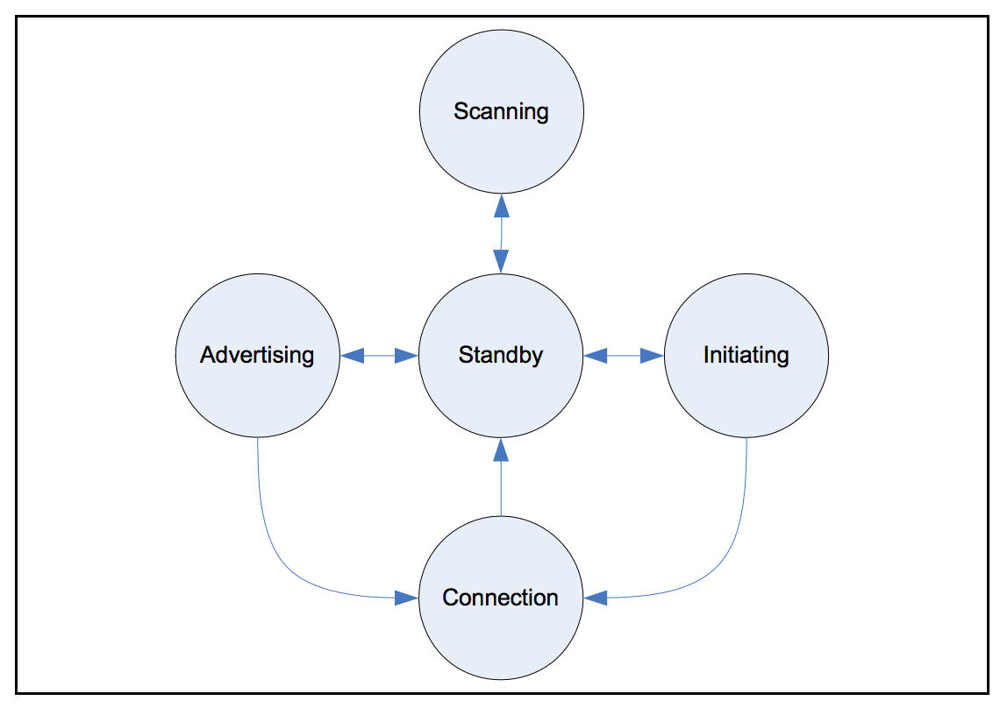 Scanning
Advertising
Standby
Initiating
Connection